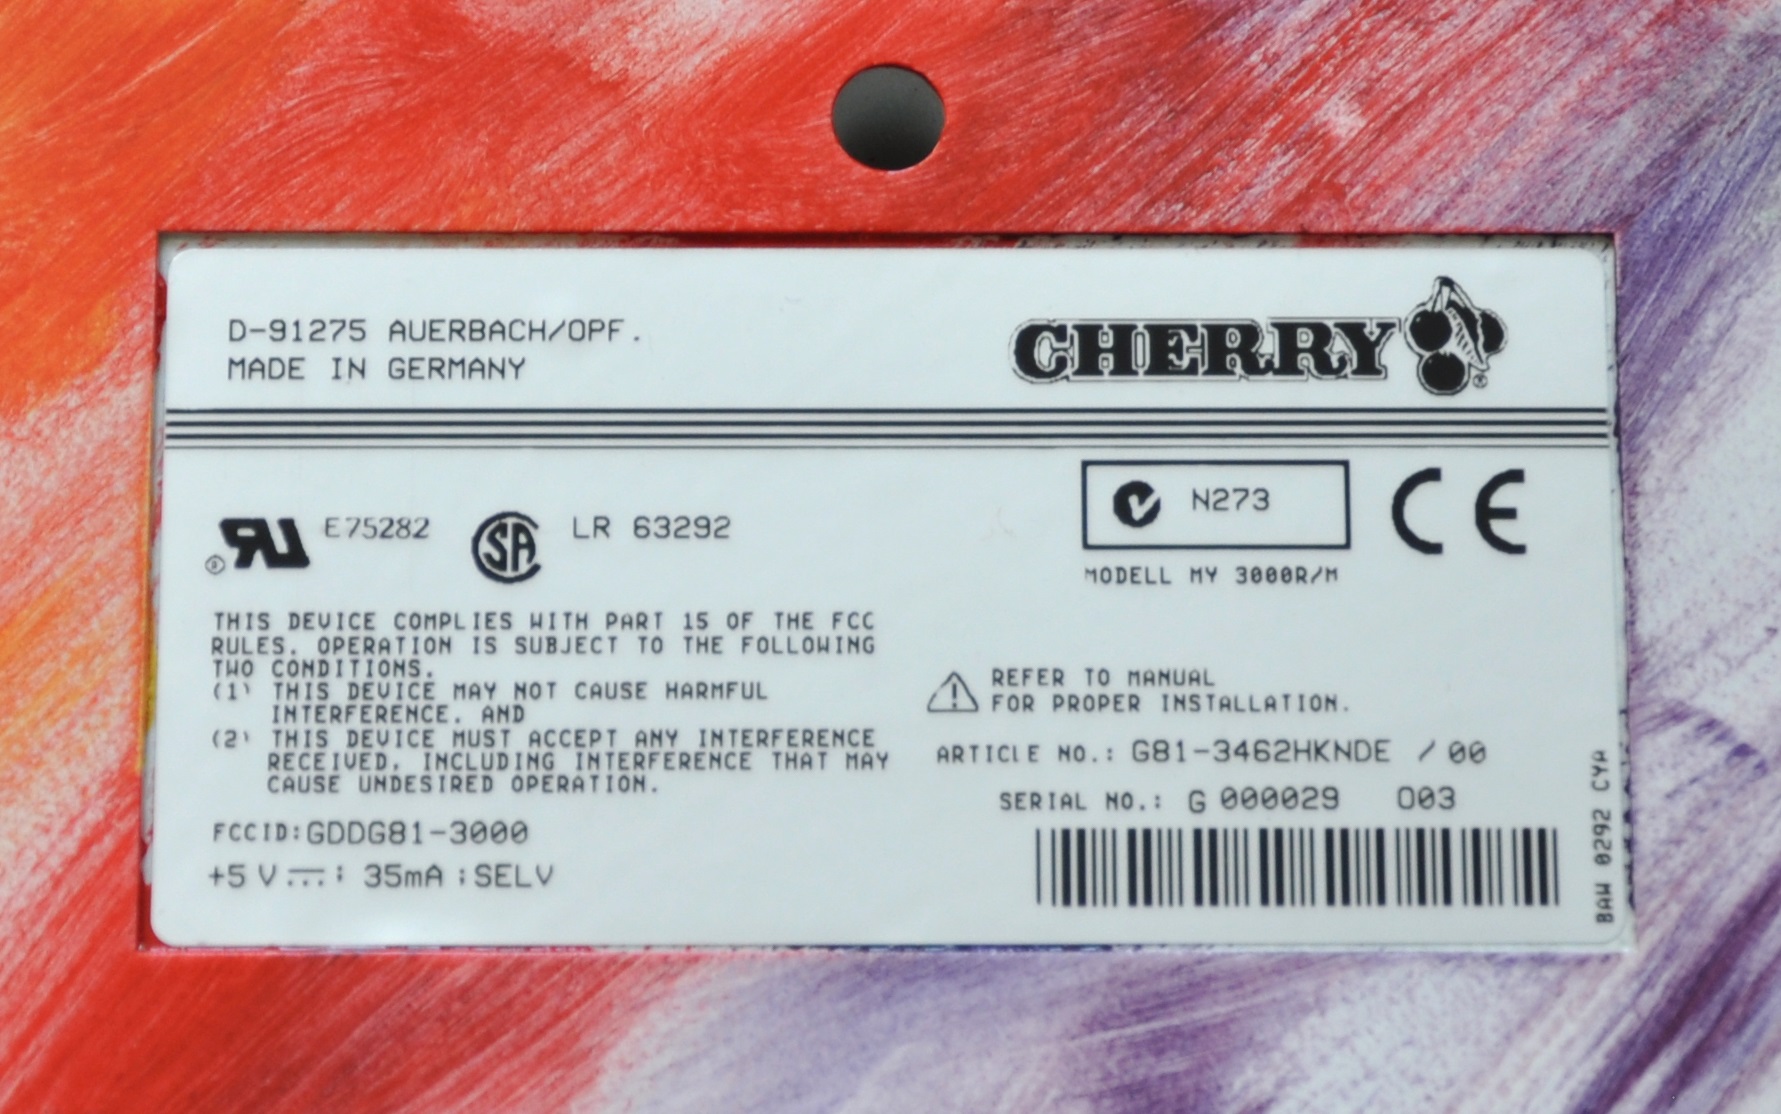 D-91275 AUERBACH/OPF.
MADE IN GERMANY
CHERRY ®
® RU E75282 SA LR 63292
N273 CE
MODELL MY 3000R/M
THIS DEVICE COMPLIES WITH PART 15 OF THE FCC
RULES. OPERATION IS SUBJECT TO THE FOLLOWING
TWO CONDITIONS.
(1) THIS DEVICE MAY NOT CAUSE HARMFUL
INTERFERENCE. AND
(2) THIS DEVICE MUST ACCEPT ANY INTERFERENCE
RECEIVED, INCLUDING INTERFERENCE THAT MAY
CAUSE UNDESIRED OPERATION.
FCCID:GDDG81-3000
+5 V ⎓: 35mA ;SELV
REFER TO MANUAL
FOR PROPER INSTALLATION.
ARTICLE NO.: G81-3462HKNDE /00
SERIAL NO.: G 000029 003
BAW 0292 CYA